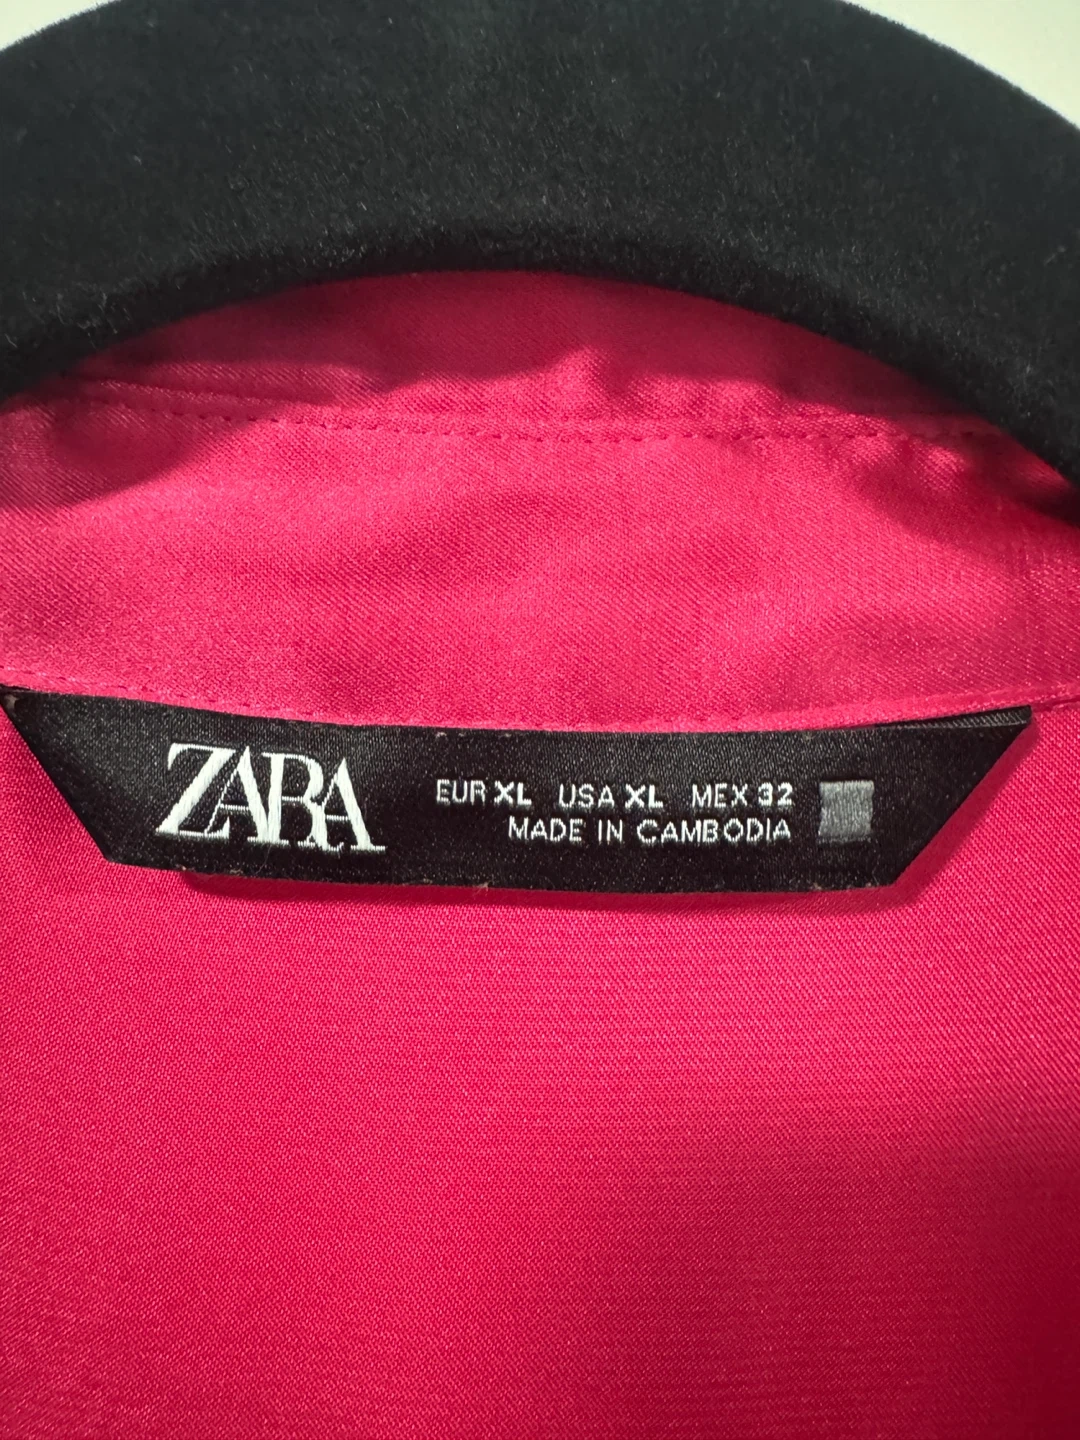 ZARA
EUR XL USA XL MEX 32
MADE IN CAMBODIA